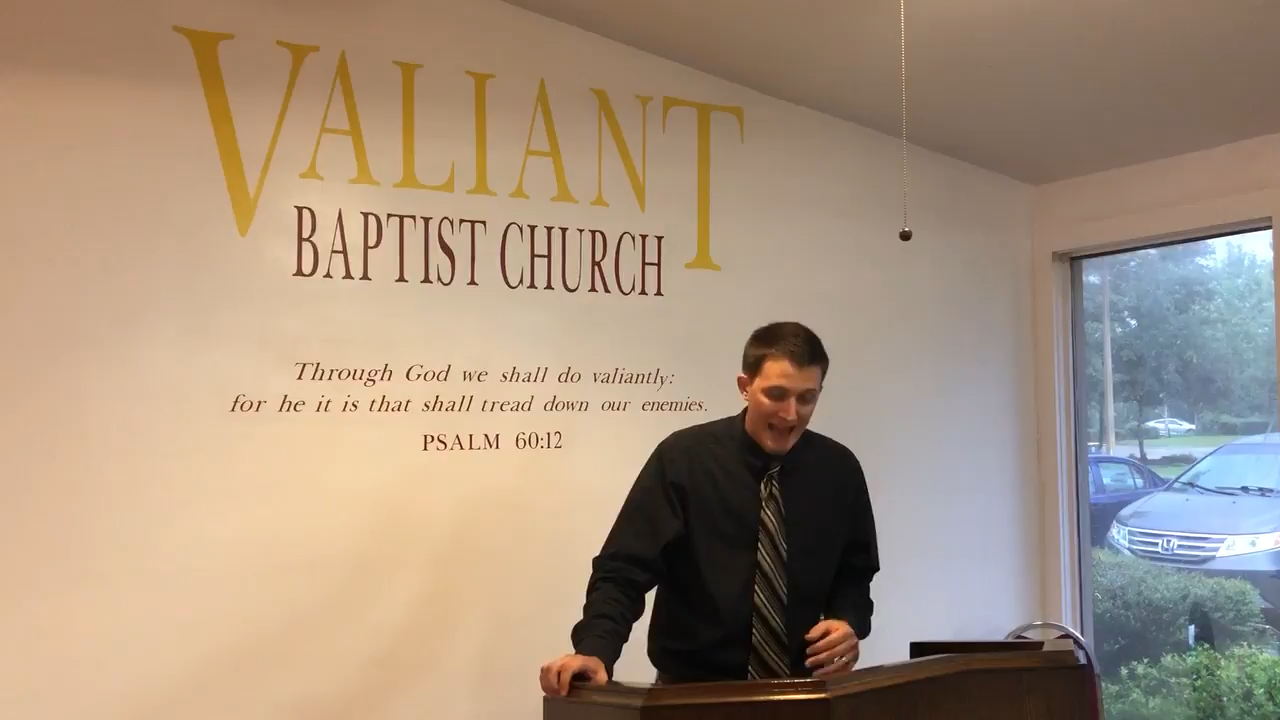 VALIANT
BAPTIST CHURCH
Through God we shall do valiantly:
for he it is that shall tread down our enemies.
PSALM 60:12